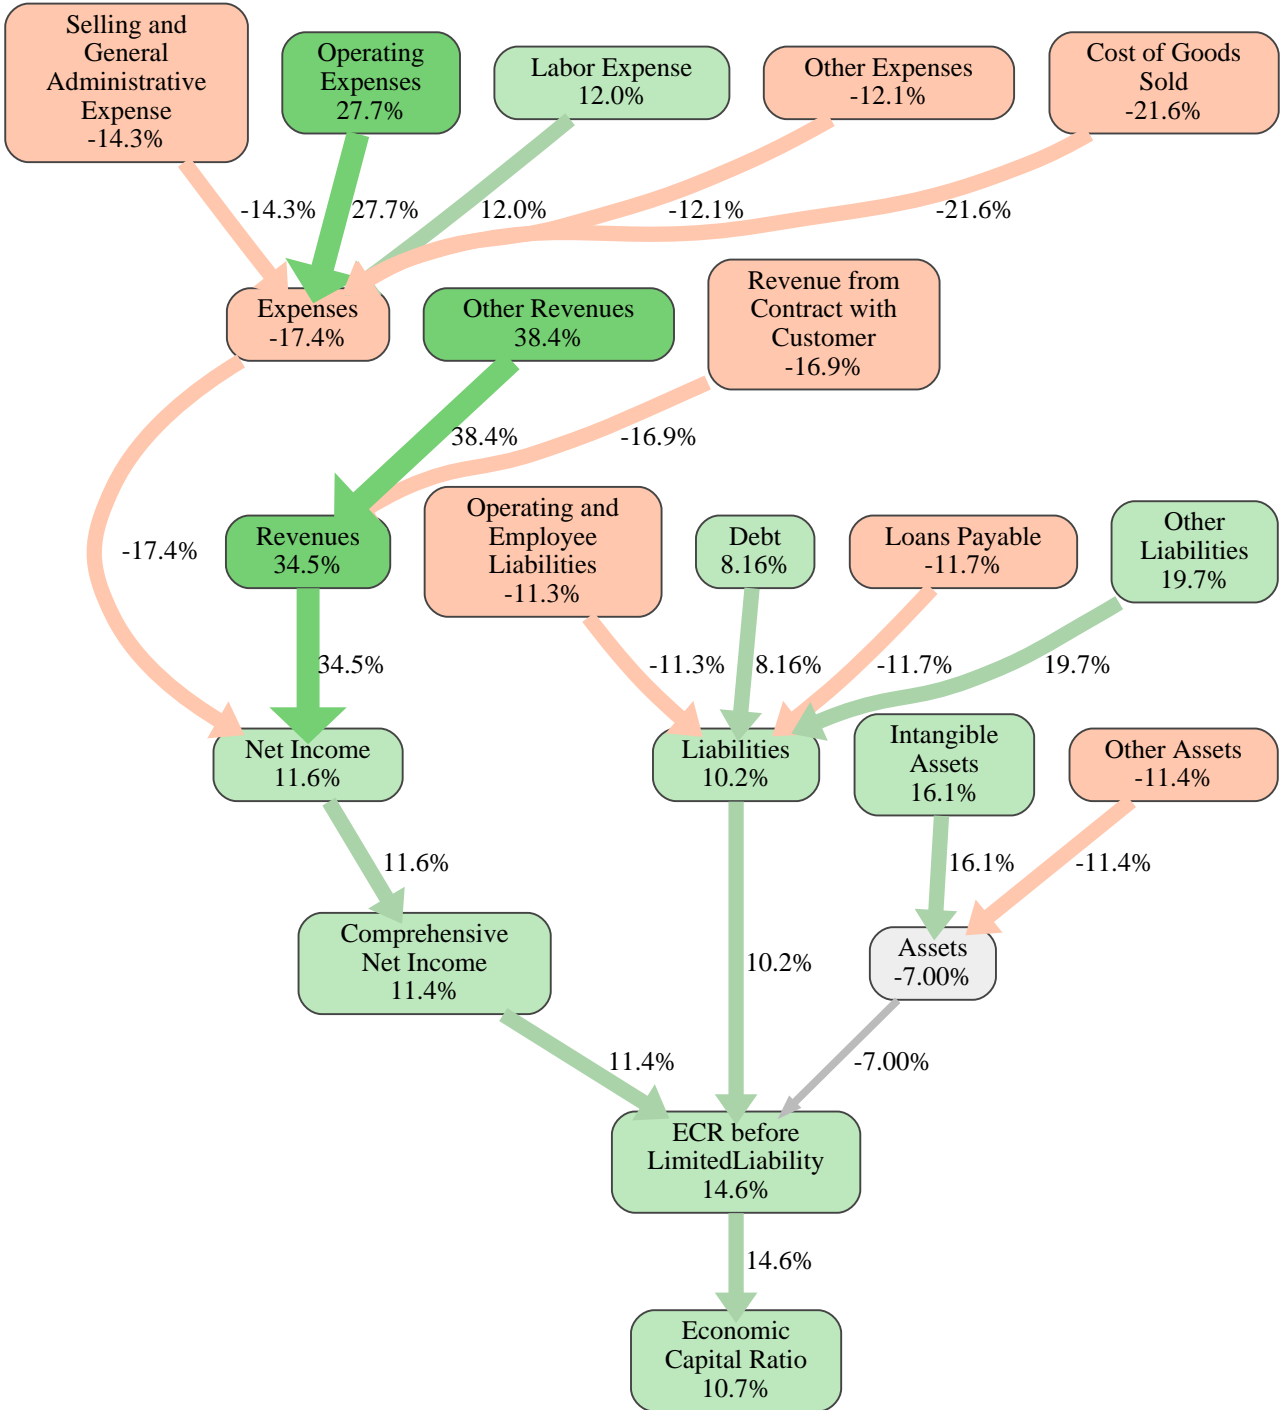 Selling and
General
Administrative
Expense
-14.3%
Operating
Expenses
27.7%
Labor Expense
12.0%
Other Expenses
-12.1%
Cost of Goods
Sold
-21.6%
-14.3%
27.7%
12.0%
-12.1%
-21.6%
Expenses
-17.4%
Other Revenues
38.4%
Revenue from
Contract with
Customer
-16.9%
38.4%
-16.9%
-17.4%
Revenues
34.5%
Operating and
Employee
Liabilities
-11.3%
Debt
8.16%
Loans Payable
-11.7%
Other
Liabilities
19.7%
34.5%
-11.3%
8.16%
-11.7%
19.7%
Net Income
11.6%
Liabilities
10.2%
Intangible
Assets
16.1%
Other Assets
-11.4%
11.6%
16.1%
-11.4%
Comprehensive
Net Income
11.4%
10.2%
Assets
-7.00%
11.4%
-7.00%
ECR before
LimitedLiability
14.6%
14.6%
Economic
Capital Ratio
10.7%